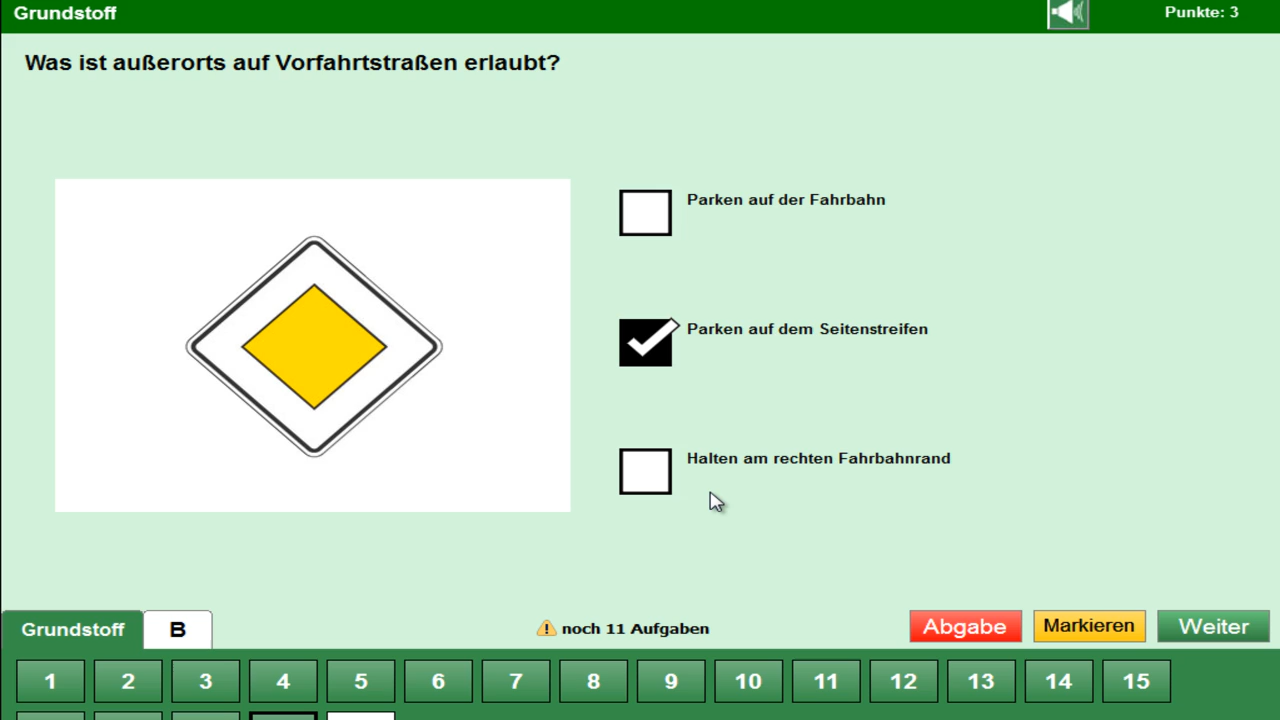 Grundstoff
Punkte: 3
Was ist außerorts auf Vorfahrtstraßen erlaubt?
Parken auf der Fahrbahn
Parken auf dem Seitenstreifen
Halten am rechten Fahrbahnrand
Grundstoff
B
noch 11 Aufgaben
Abgabe
Markieren
Weiter
1 2 3 4 5 6 7 8 9 10 11 12 13 14 15